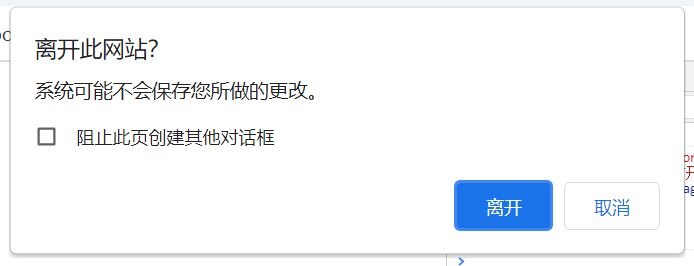 离开此网站?
系统可能不会保存您所做的更改。
阻止此页创建其他对话框
离开
取消